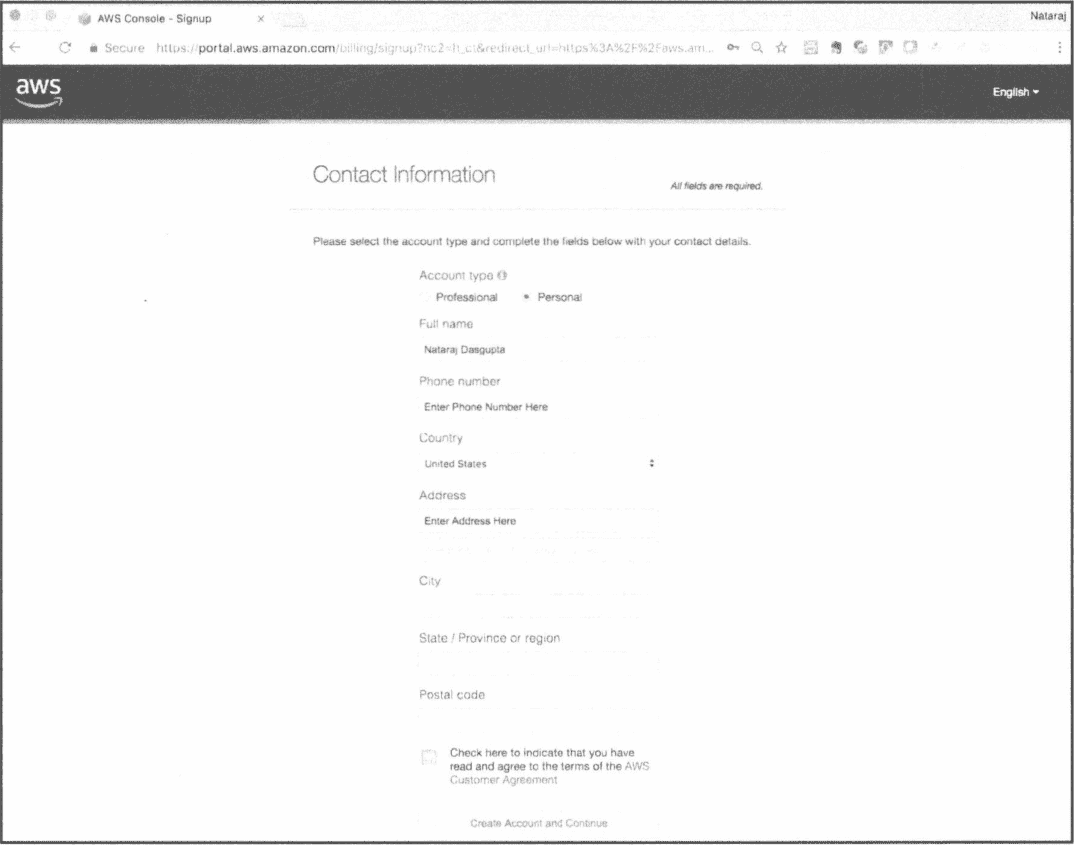 AWS Console - Signup ×
Nataraj
Secure https://portal.aws.amazon.com/billing/signup?nc2=h_ct&redirect_url=https%3A%2F%2Faws.am...
aws
English
Contact Information
All fields are required.
Please select the account type and complete the fields below with your contact details.
Account type
Professional Personal
Full name
Nataraj Dasgupta
Phone number
Enter Phone Number Here
Country
United States
Address
Enter Address Here
City
State / Province or region
Postal code
Check here to indicate that you have
read and agree to the terms of the AWS
Customer Agreement
Create Account and Continue